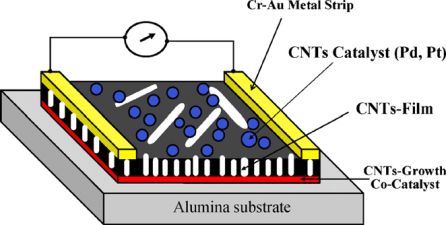 Cr-Au Metal Strip
CNTs Catalyst (Pd, Pt)
CNTs-Film
CNTs-Growth
Co-Catalyst
Alumina substrate